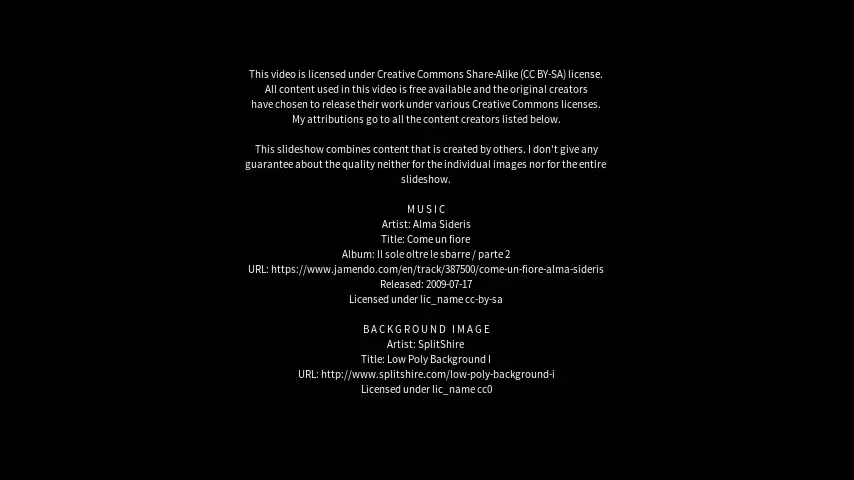 This video is licensed under Creative Commons Share-Alike (CC BY-SA) license.
All content used in this video is free available and the original creators
have chosen to release their work under various Creative Commons licenses.
My attributions go to all the content creators listed below.
This slideshow combines content that is created by others. I don't give any
guarantee about the quality neither for the individual images nor for the entire
slideshow.
MUSIC
Artist: Alma Sideris
Title: Come un fiore
Album: Il sole oltre le sbarre / parte 2
URL: https://www.jamendo.com/en/track/387500/come-un-fiore-alma-sideris
Released: 2009-07-17
Licensed under lic_name cc-by-sa
BACKGROUND IMAGE
Artist: SplitShire
Title: Low Poly Background I
URL: http://www.splitshire.com/low-poly-background-i
Licensed under lic_name cc0